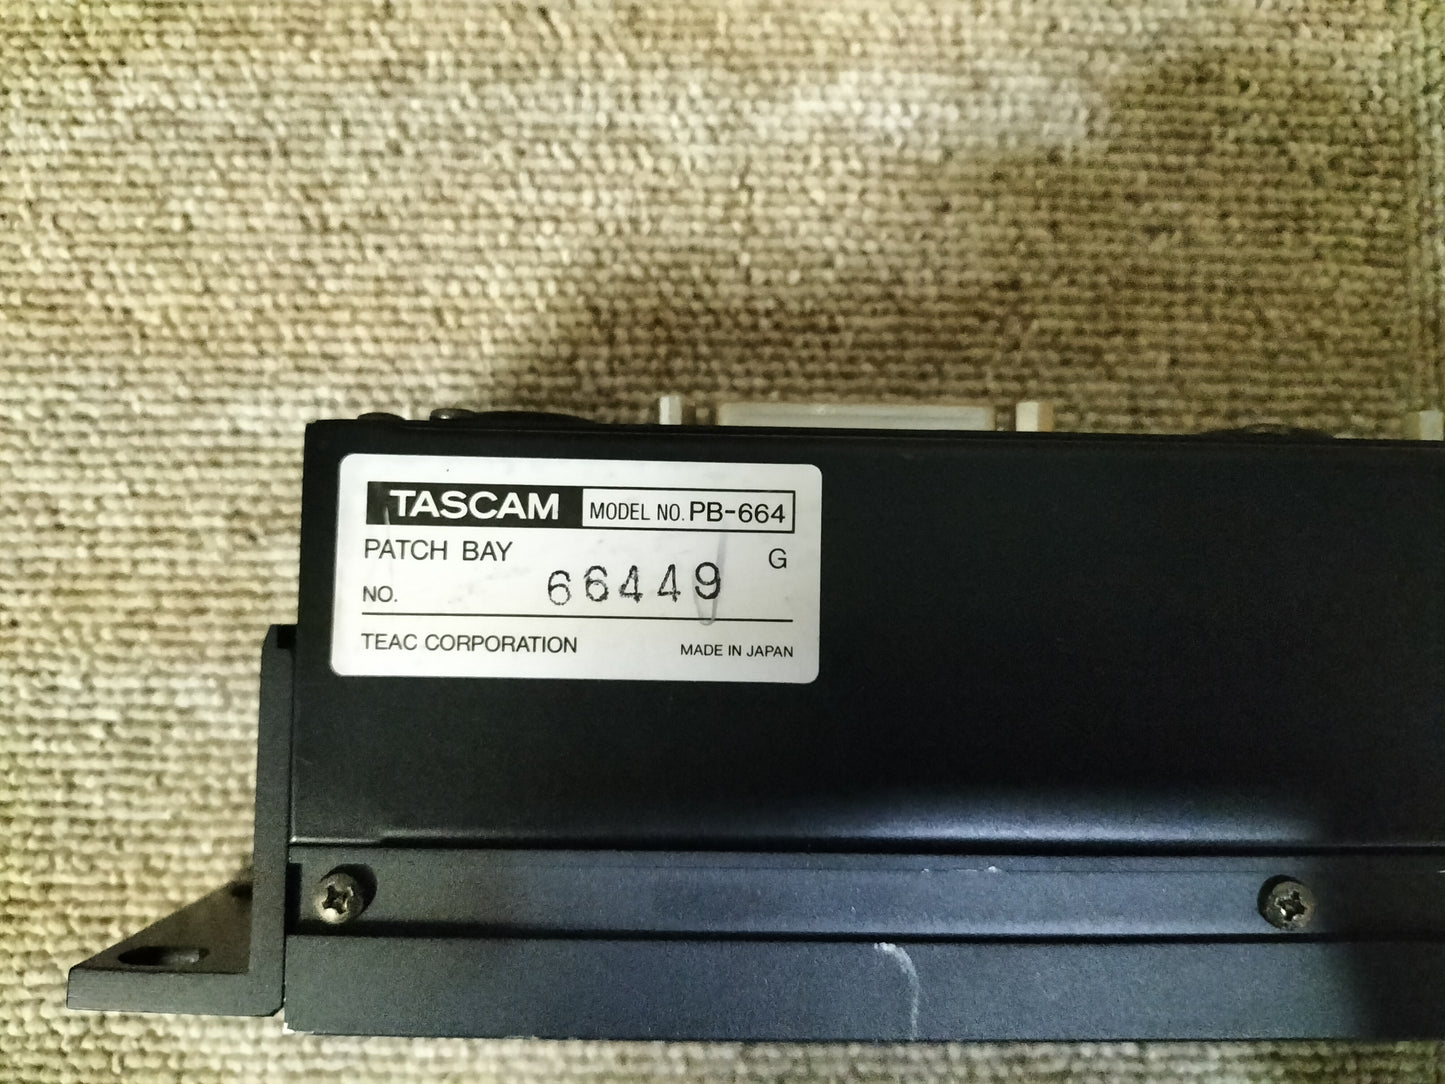 TASCAM MODEL NO. PB-664
PATCH BAY G
NO. 66449
TEAC CORPORATION MADE IN JAPAN